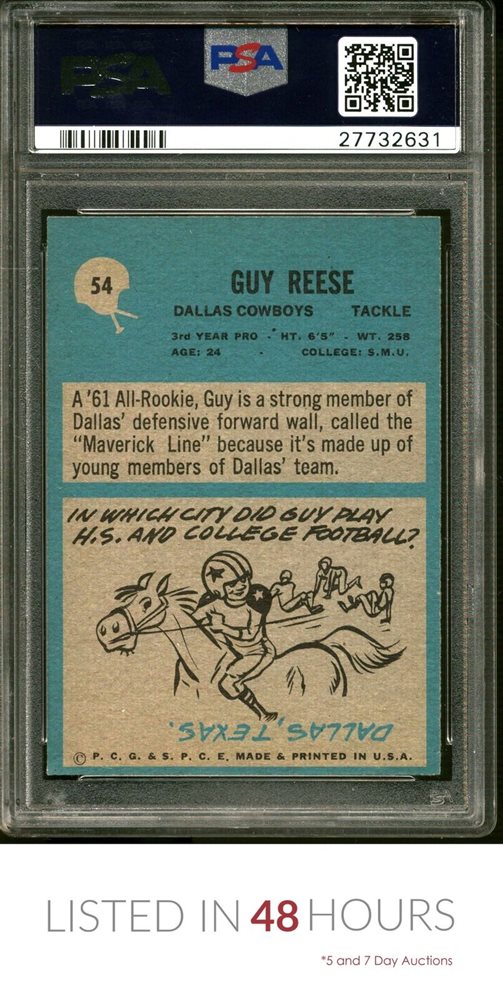 PSA
PSA
27732631
54
GUY REESE
DALLAS COWBOYS TACKLE
3rd YEAR PRO - HT. 6'5" - WT. 258
AGE: 24 - COLLEGE: S.M.U.
A '61 All-Rookie, Guy is a strong member of
Dallas' defensive forward wall, called the
"Maverick Line" because it's made up of
young members of Dallas' team.
IN WHICH CITY DID GUY PLAY
H.S. AND COLLEGE FOOTBALL?
DALLAS, TEXAS.
© P. C. G. & S. P. C. E. MADE & PRINTED IN U.S.A.
LISTED IN 48 HOURS
*5 and 7 Day Auctions